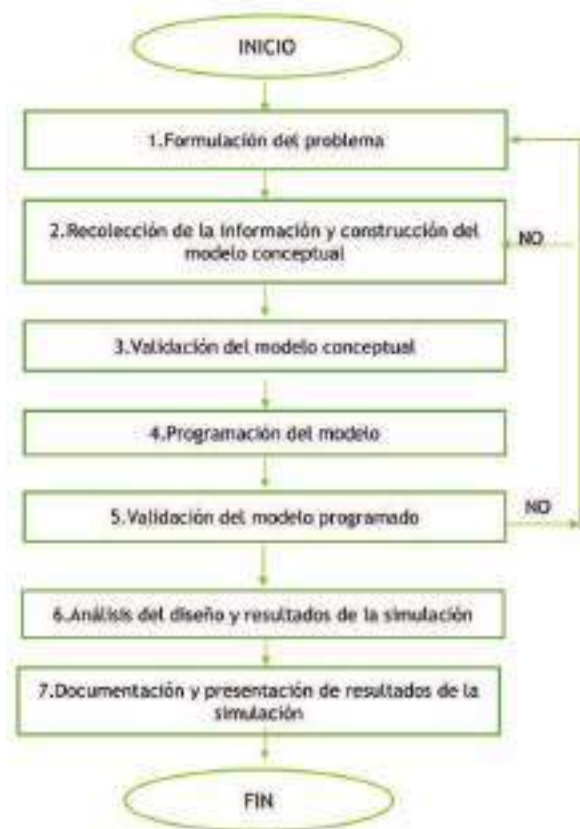 INICIO
1.Formulación del problema
2.Recolección de la información y construcción del
modelo conceptual
NO
3.Validación del modelo conceptual
4.Programación del modelo
5.Validación del modelo programado
NO
6.Análisis del diseño y resultados de la simulación
7.Documentación y presentación de resultados de la
simulación
FIN